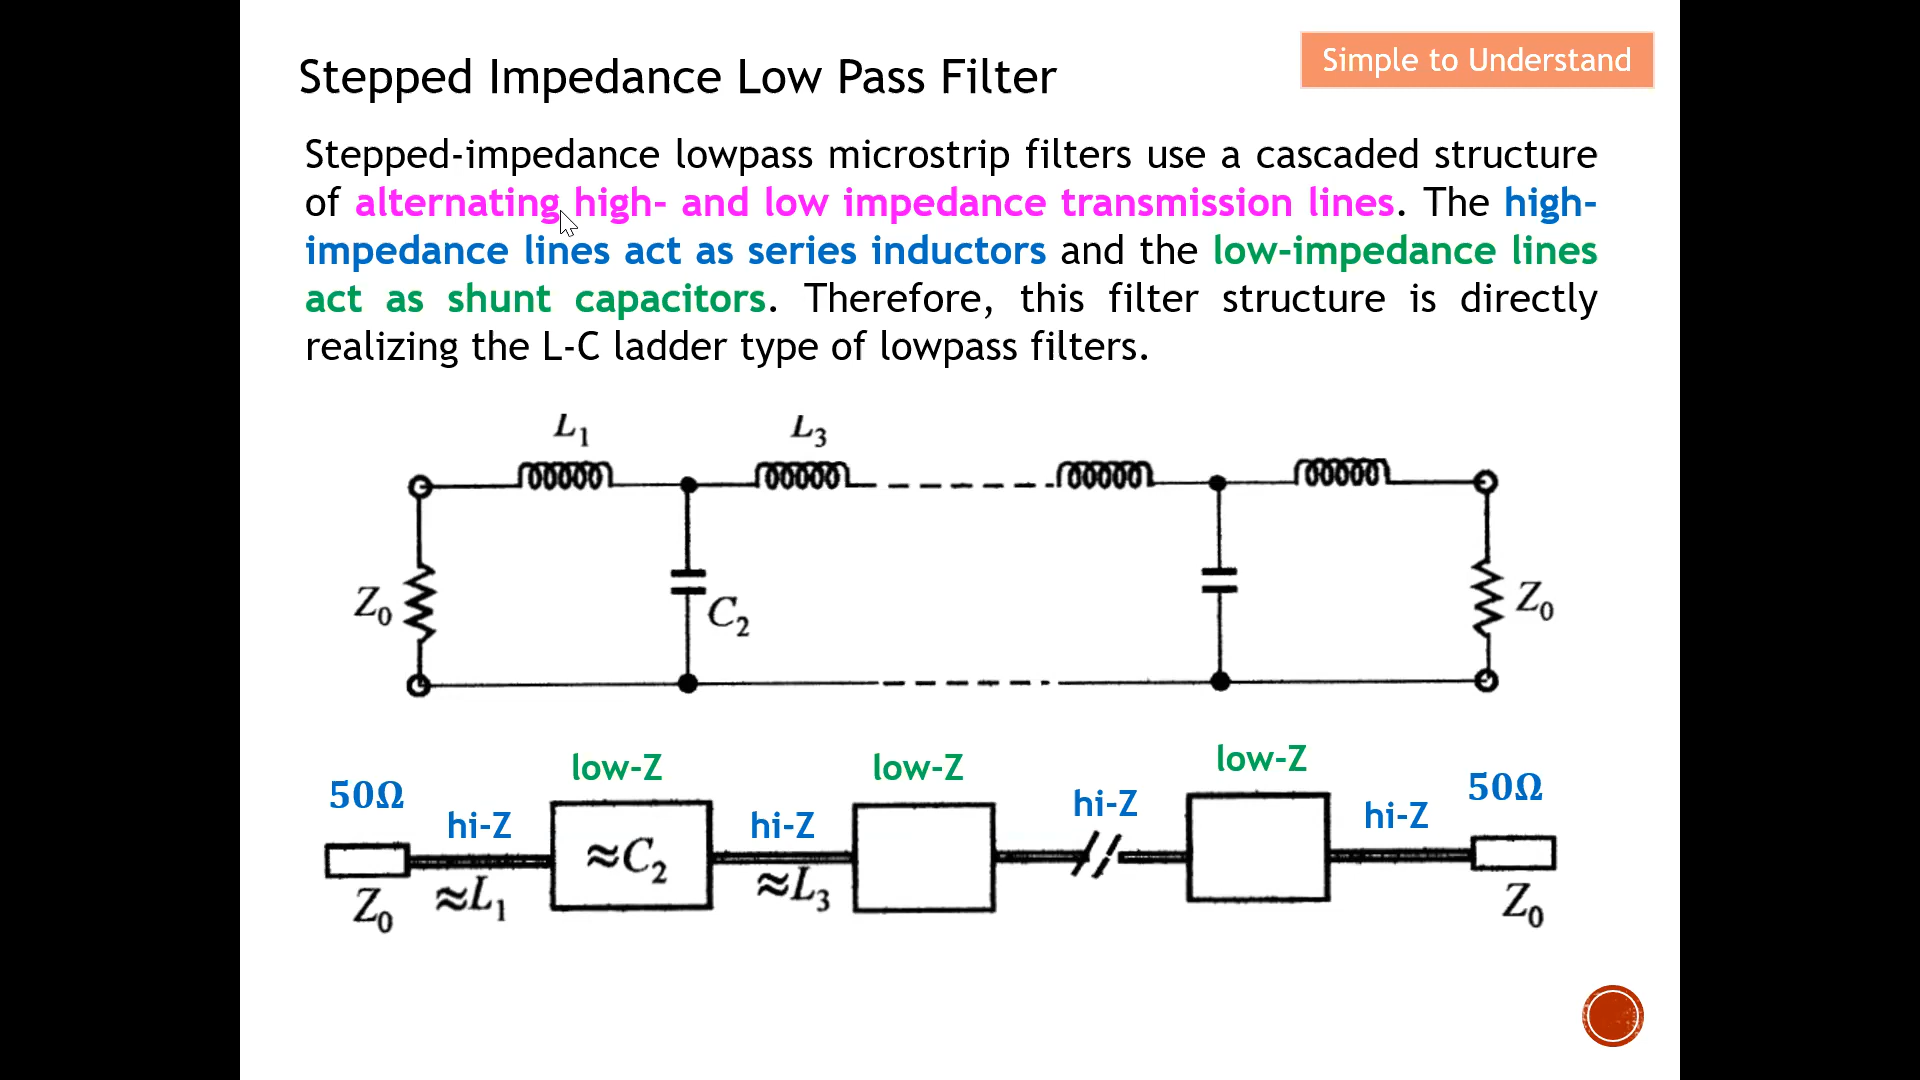 Stepped Impedance Low Pass Filter
Simple to Understand
Stepped-impedance lowpass microstrip filters use a cascaded structure
of alternating high- and low impedance transmission lines. The high-
impedance lines act as series inductors and the low-impedance lines
act as shunt capacitors. Therefore, this filter structure is directly
realizing the L-C ladder type of lowpass filters.
L1
L3
Z0
C2
Z0
50Ω
hi-Z
low-Z
hi-Z
low-Z
hi-Z
low-Z
hi-Z
50Ω
Z0
≈L1
≈C2
≈L3
Z0